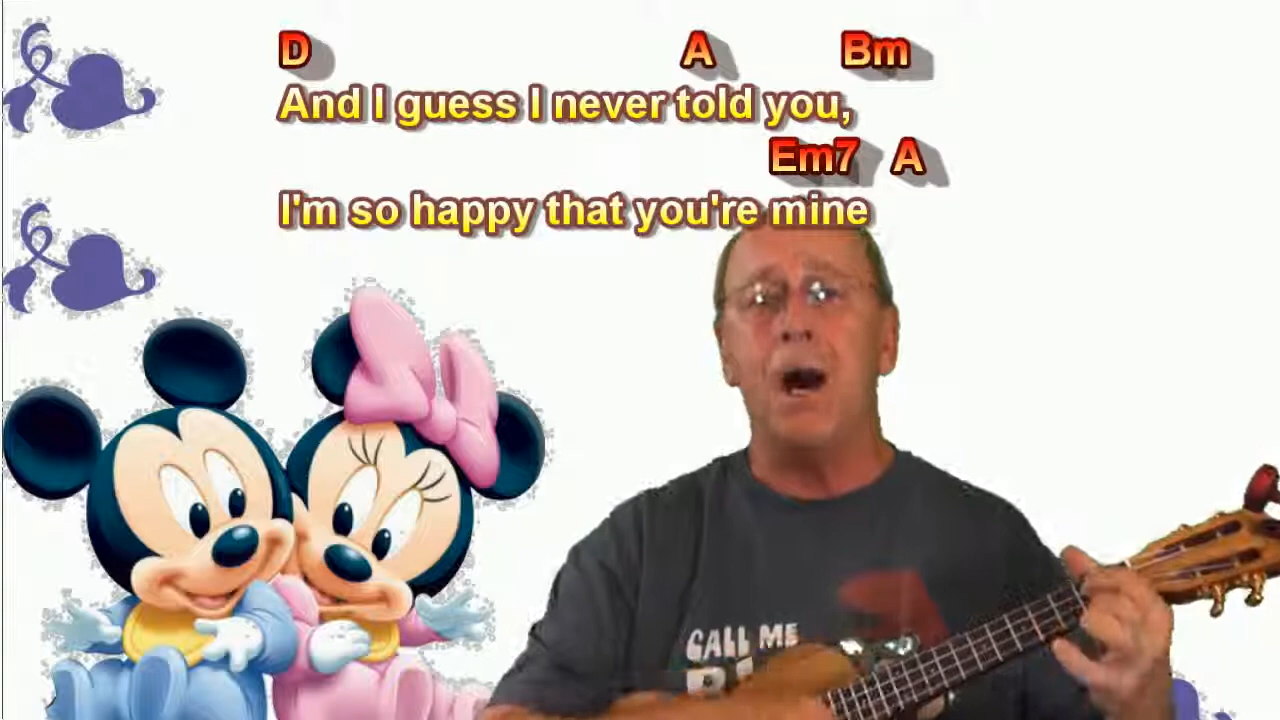 D A Bm
And I guess I never told you,
Em7 A
I'm so happy that you're mine
CALL ME